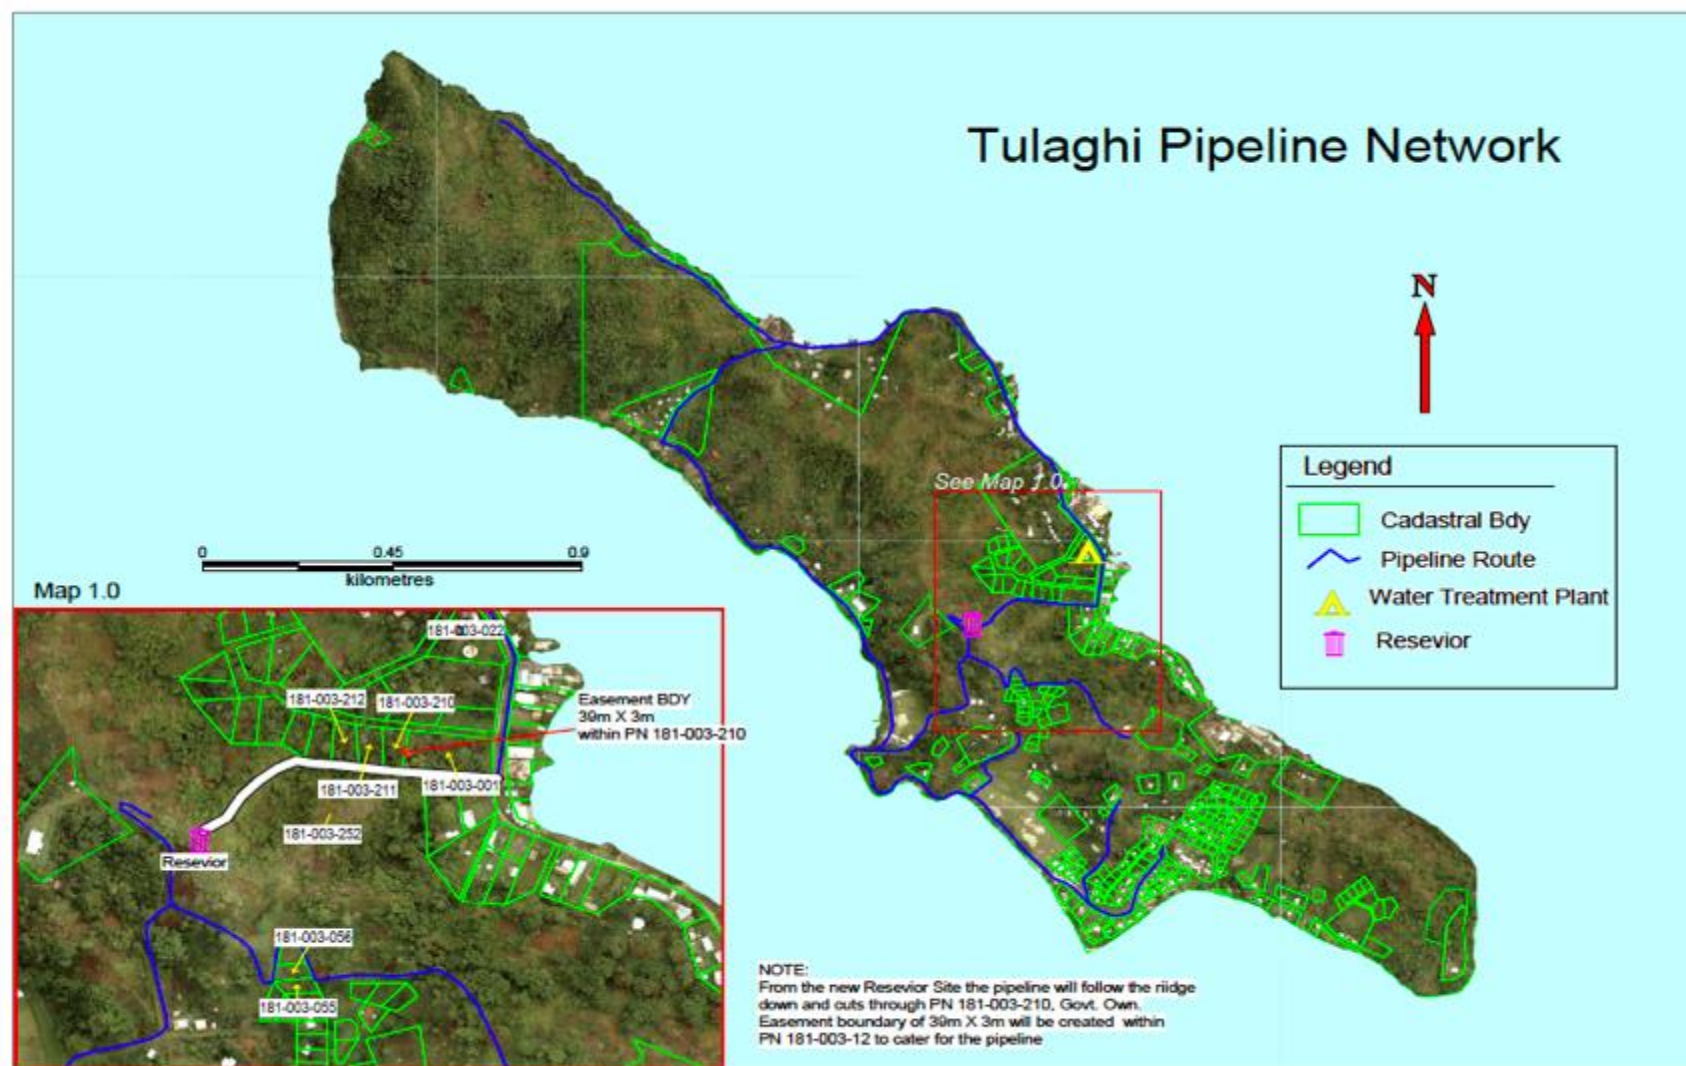 Tulaghi Pipeline Network
N
See Map 1.0
Legend
Cadastral Bdy
Pipeline Route
Water Treatment Plant
Resevior
0 0.45 0.9
kilometres
Map 1.0
181-003-022
181-003-212
181-003-210
Easement BDY
39m X 3m
within PN 181-003-210
181-003-211
181-003-001
181-003-252
Resevior
181-003-056
181-003-055
NOTE:
From the new Resevior Site the pipeline will follow the riidge
down and cuts through PN 181-003-210, Govt. Own.
Easement boundary of 39m X 3m will be created within
PN 181-003-12 to cater for the pipeline